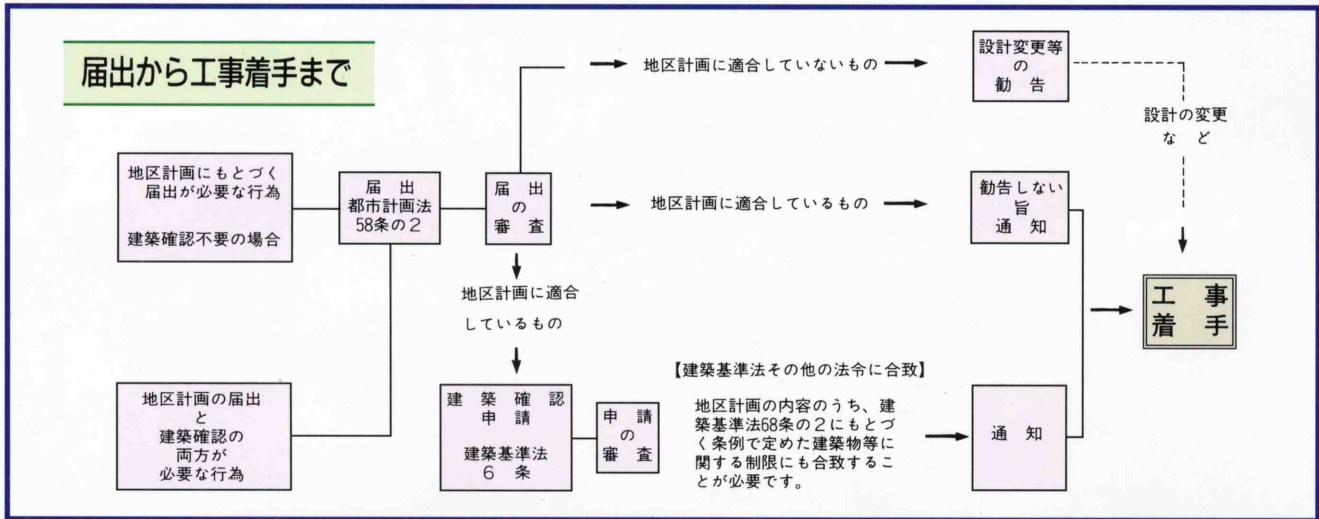 届出から工事着手まで
地区計画にもとづく
届出が必要な行為
建築確認不要の場合
地区計画の届出
と
建築確認の
両方が
必要な行為
届出
都市計画法
58条の2
届出
の
審査
地区計画に適合していないもの
設計変更等
の
勧告
設計の変更
など
地区計画に適合しているもの
勧告しない
旨
通知
地区計画に適合
しているもの
建築確認
申請
建築基準法
6条
申請
の
審査
【建築基準法その他の法令に合致】
地区計画の内容のうち、建
築基準法68条の2にもとづ
く条例で定めた建築物等に
関する制限にも合致するこ
とが必要です。
通知
工事
着手